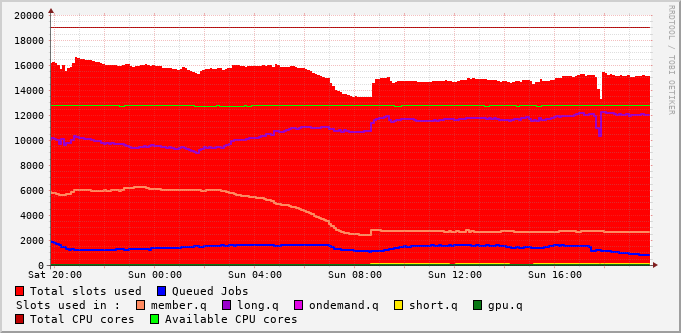 20000
18000
16000
14000
12000
10000
8000
6000
4000
2000
0
Sat 20:00 Sun 00:00 Sun 04:00 Sun 08:00 Sun 12:00 Sun 16:00
Total slots used Queued Jobs
Slots used in : member.q long.q ondemand.q short.q gpu.q
Total CPU cores Available CPU cores
RRDTOOL / TOBI OETIKER